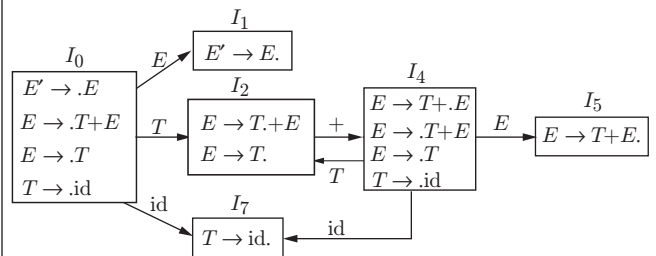 I₀
E′ → .E
E → .T+E
E → .T
T → .id
E
I₁
E′ → E.
T
I₂
E → T.+E
E → T.
+
T
I₄
E → T+.E
E → .T+E
E → .T
T → .id
E
I₅
E → T+E.
id
I₇
T → id.
id